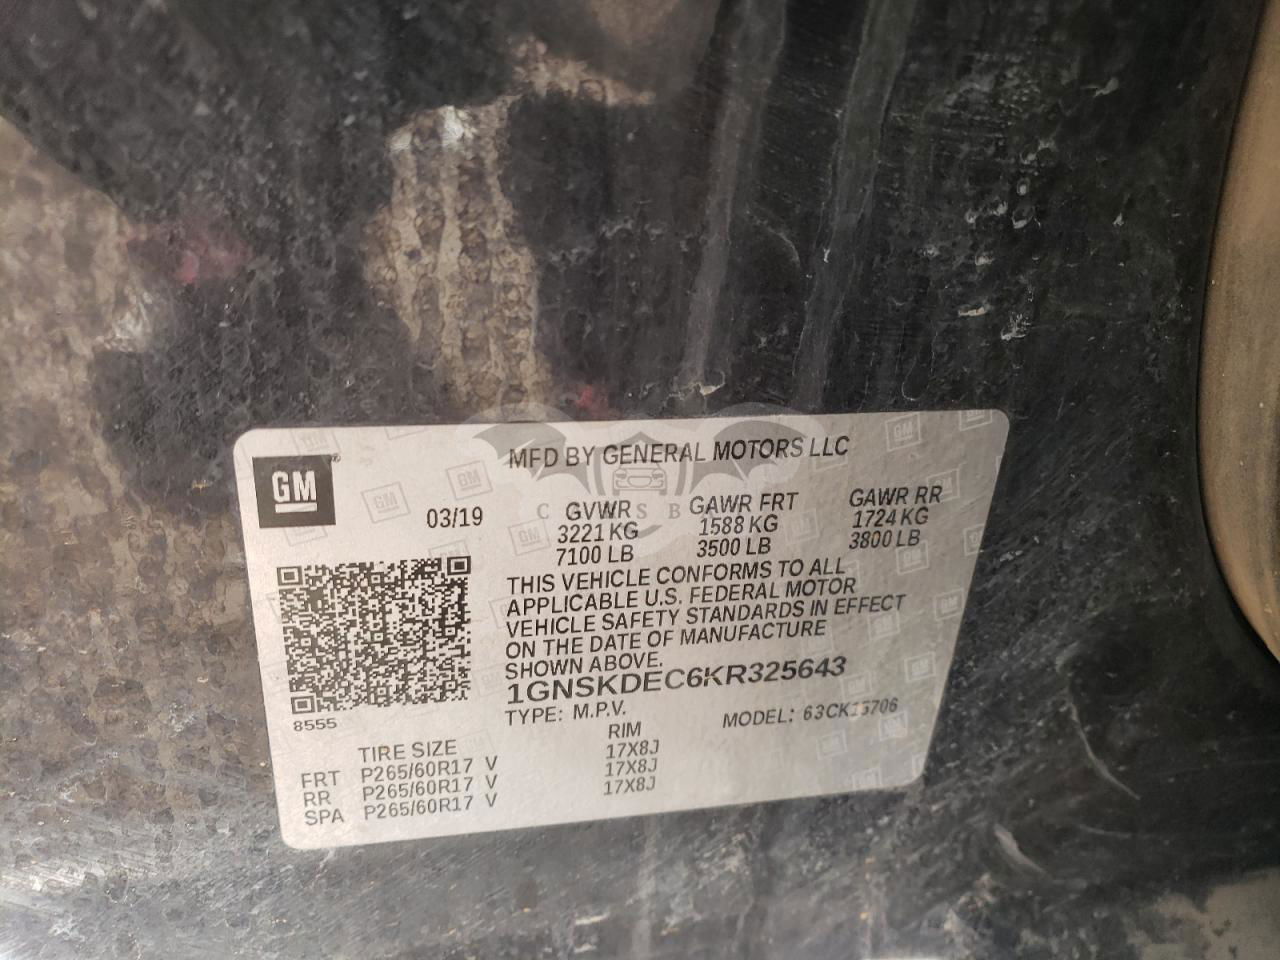 GM
MFD BY GENERAL MOTORS LLC
03/19
GVWR GAWR FRT GAWR RR
3221 KG 1588 KG 1724 KG
7100 LB 3500 LB 3800 LB
THIS VEHICLE CONFORMS TO ALL
APPLICABLE U.S. FEDERAL MOTOR
VEHICLE SAFETY STANDARDS IN EFFECT
ON THE DATE OF MANUFACTURE
SHOWN ABOVE.
1GNSKDEC6KR325643
8555
TYPE: M.P.V. MODEL: 63CK15706
TIRE SIZE RIM
FRT P265/60R17 V 17X8J
RR P265/60R17 V 17X8J
SPA P265/60R17 V 17X8J